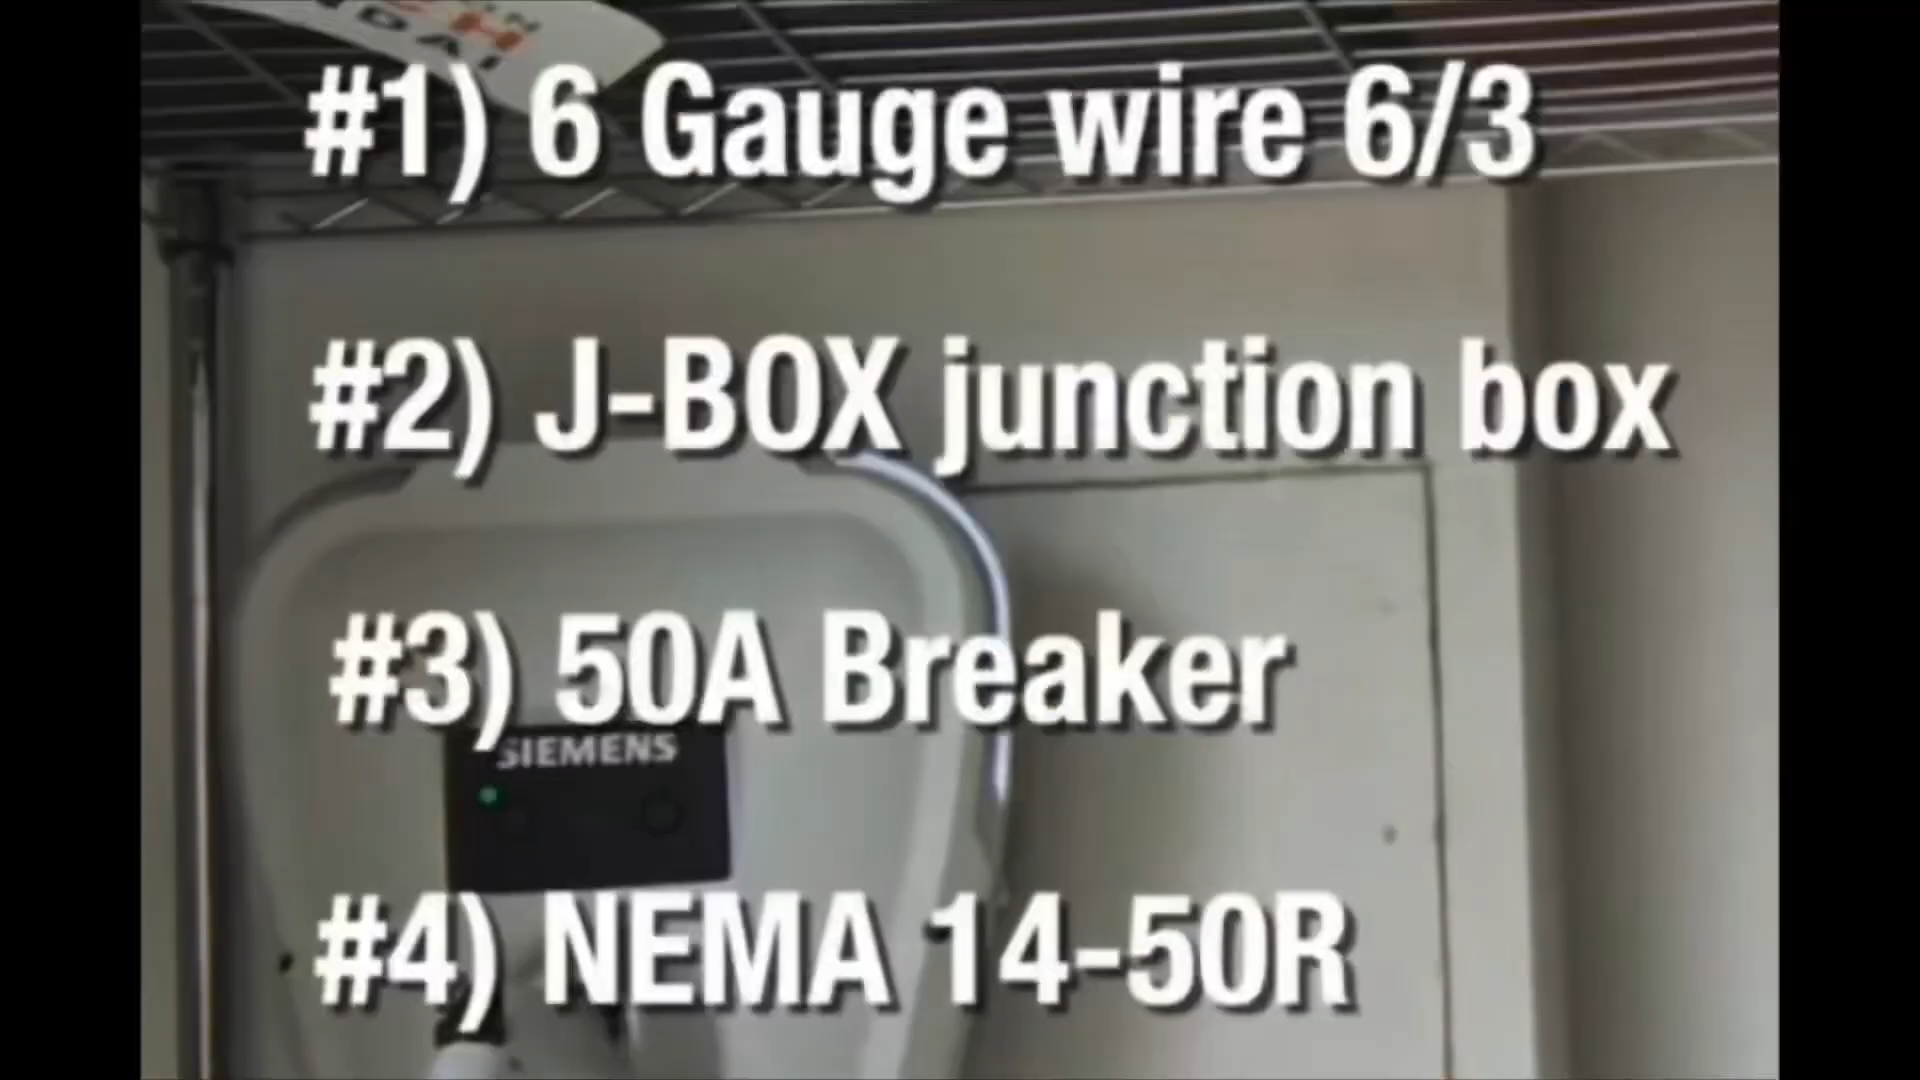 #1) 6 Gauge wire 6/3
#2) J-BOX junction box
#3) 50A Breaker
SIEMENS
#4) NEMA 14-50R